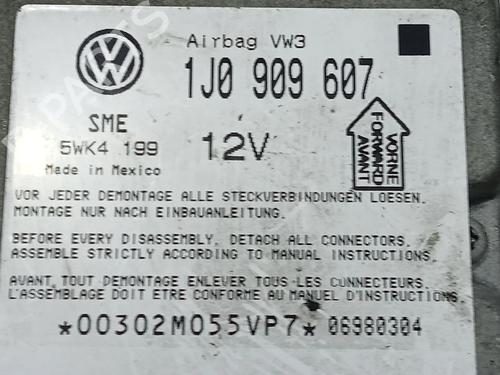 Airbag VW3
1J0 909 607
SME
5WK4 199
12V
Made in Mexico
VORNE
FORWARD
AVANT
VOR JEDER DEMONTAGE ALLE STECKVERBINDUNGEN LOESEN.
MONTAGE NUR NACH EINBAUANLEITUNG.
BEFORE EVERY DISASSEMBLY, DETACH ALL CONNECTORS.
ASSEMBLE STRICTLY ACCORDING TO MANUAL INSTRUCTIONS.
AVANT TOUT DEMONTAGE ENLEVER TOUS LES CONNECTEURS.
L'ASSEMBLAGE DOIT ETRE CONFORME AU MANUEL D'INSTRUCTIONS.
*00302M055VP7* 06980304